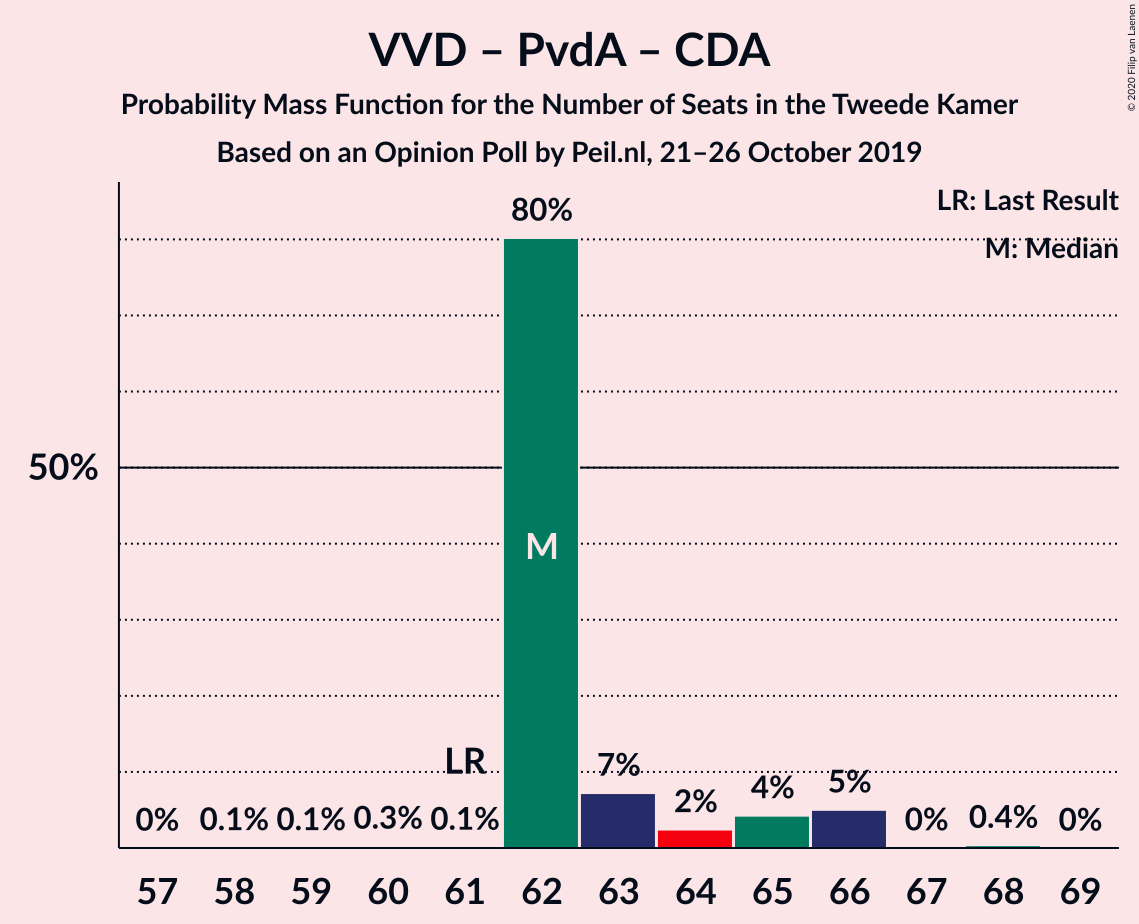 VVD – PvdA – CDA
Probability Mass Function for the Number of Seats in the Tweede Kamer
Based on an Opinion Poll by Peil.nl, 21–26 October 2019
© 2020 Filip van Laenen
LR: Last Result
M: Median
80%
50%
M
LR
0% 0.1% 0.1% 0.3% 0.1% 7% 2% 4% 5% 0% 0.4% 0%
57 58 59 60 61 62 63 64 65 66 67 68 69